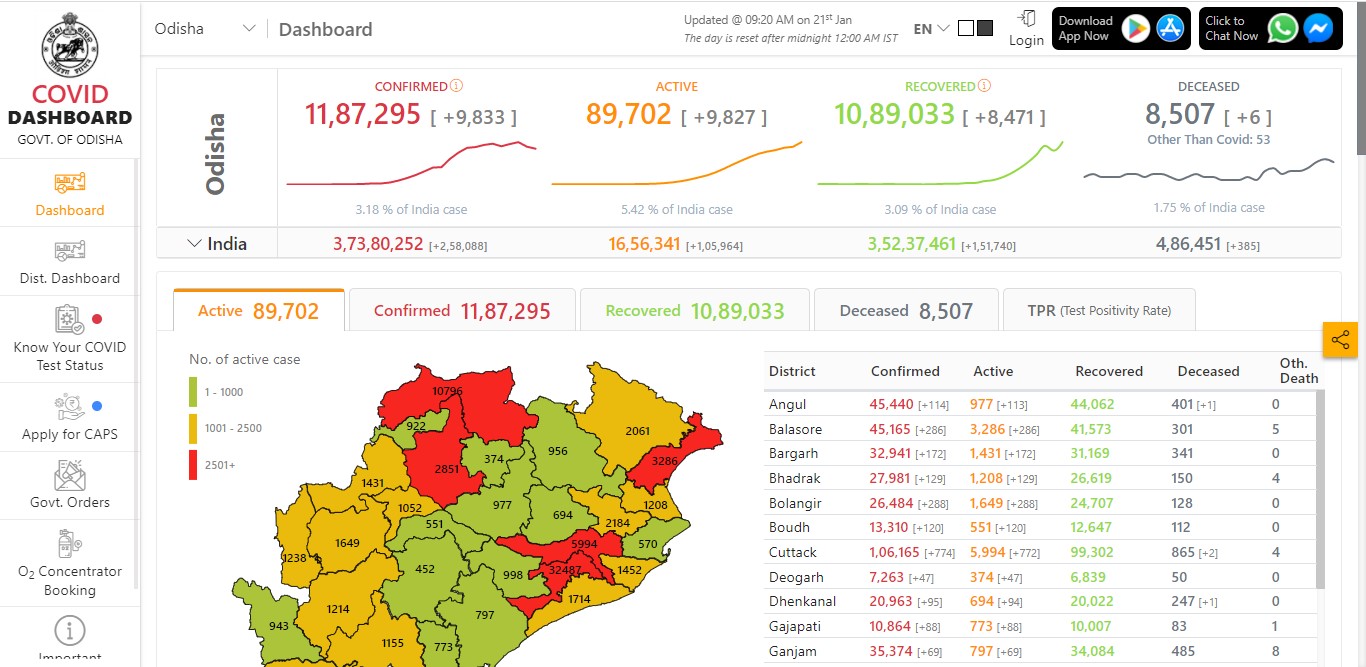 COVID
DASHBOARD
GOVT. OF ODISHA
Dashboard
Dist. Dashboard
Know Your COVID
Test Status
Apply for CAPS
Govt. Orders
O2 Concentrator
Booking
Important
Odisha
Dashboard
Updated @ 09:20 AM on 21st Jan
The day is reset after midnight 12:00 AM IST
EN
Login
Download
App Now
Click to
Chat Now
Odisha
CONFIRMED
11,87,295 [ +9,833 ]
3.18 % of India case
ACTIVE
89,702 [ +9,827 ]
5.42 % of India case
RECOVERED
10,89,033 [ +8,471 ]
3.09 % of India case
DECEASED
8,507 [ +6 ]
Other Than Covid: 53
1.75 % of India case
India 3,73,80,252 [+2,58,088] 16,56,341 [+1,05,964] 3,52,37,461 [+1,51,740] 4,86,451 [+385]
Active 89,702
Confirmed 11,87,295
Recovered 10,89,033
Deceased 8,507
TPR (Test Positivity Rate)
No. of active case
1 - 1000
1001 - 2500
2501+
10796
922
2061
956
374
3286
2851
1431
977
1208
1052
694
2184
551
5994
570
1649
1238
452
998
32487
1452
1714
1214
797
943
1155
773
District Confirmed Active Recovered Deceased Oth. Death
Angul 45,440 [+114] 977 [+113] 44,062 401 [+1] 0
Balasore 45,165 [+286] 3,286 [+286] 41,573 301 5
Bargarh 32,941 [+172] 1,431 [+172] 31,169 341 0
Bhadrak 27,981 [+129] 1,208 [+129] 26,619 150 4
Bolangir 26,484 [+288] 1,649 [+288] 24,707 128 0
Boudh 13,310 [+120] 551 [+120] 12,647 112 0
Cuttack 1,06,165 [+774] 5,994 [+772] 99,302 865 [+2] 4
Deogarh 7,263 [+47] 374 [+47] 6,839 50 0
Dhenkanal 20,963 [+95] 694 [+94] 20,022 247 [+1] 0
Gajapati 10,864 [+88] 773 [+88] 10,007 83 1
Ganjam 35,374 [+69] 797 [+69] 34,084 485 8